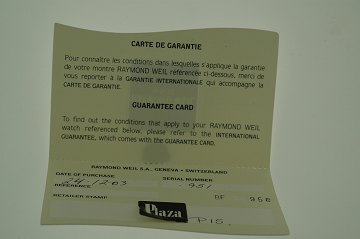 CARTE DE GARANTIE
Pour connaître les conditions dans lesquelles s'applique la garantie
de votre montre RAYMOND WEIL référencée ci-dessous, merci de
vous reporter à la GARANTIE INTERNATIONALE qui accompagne la
CARTE DE GARANTIE.
GUARANTEE CARD
To find out the conditions that apply to your RAYMOND WEIL
watch referenced below, please refer to the INTERNATIONAL
GUARANTEE, which comes with the GUARANTEE CARD.
RAYMOND WEIL S.A., GENEVA - SWITZERLAND
DATE OF PURCHASE SERIAL NUMBER
24.12.03 951
REFERENCE
RETAILER STAMP
Plaza